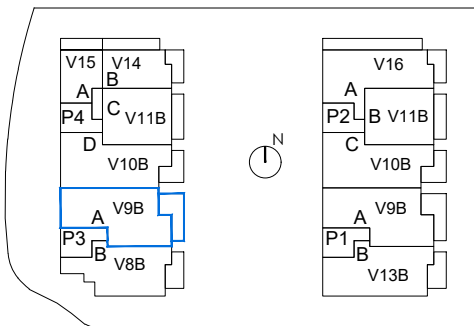 V15 V14
B
A
P4 C V11B
D
V10B
V9B
A
P3
B
V8B
N
V16
A
P2 B V11B
C
V10B
V9B
A
P1
B
V13B